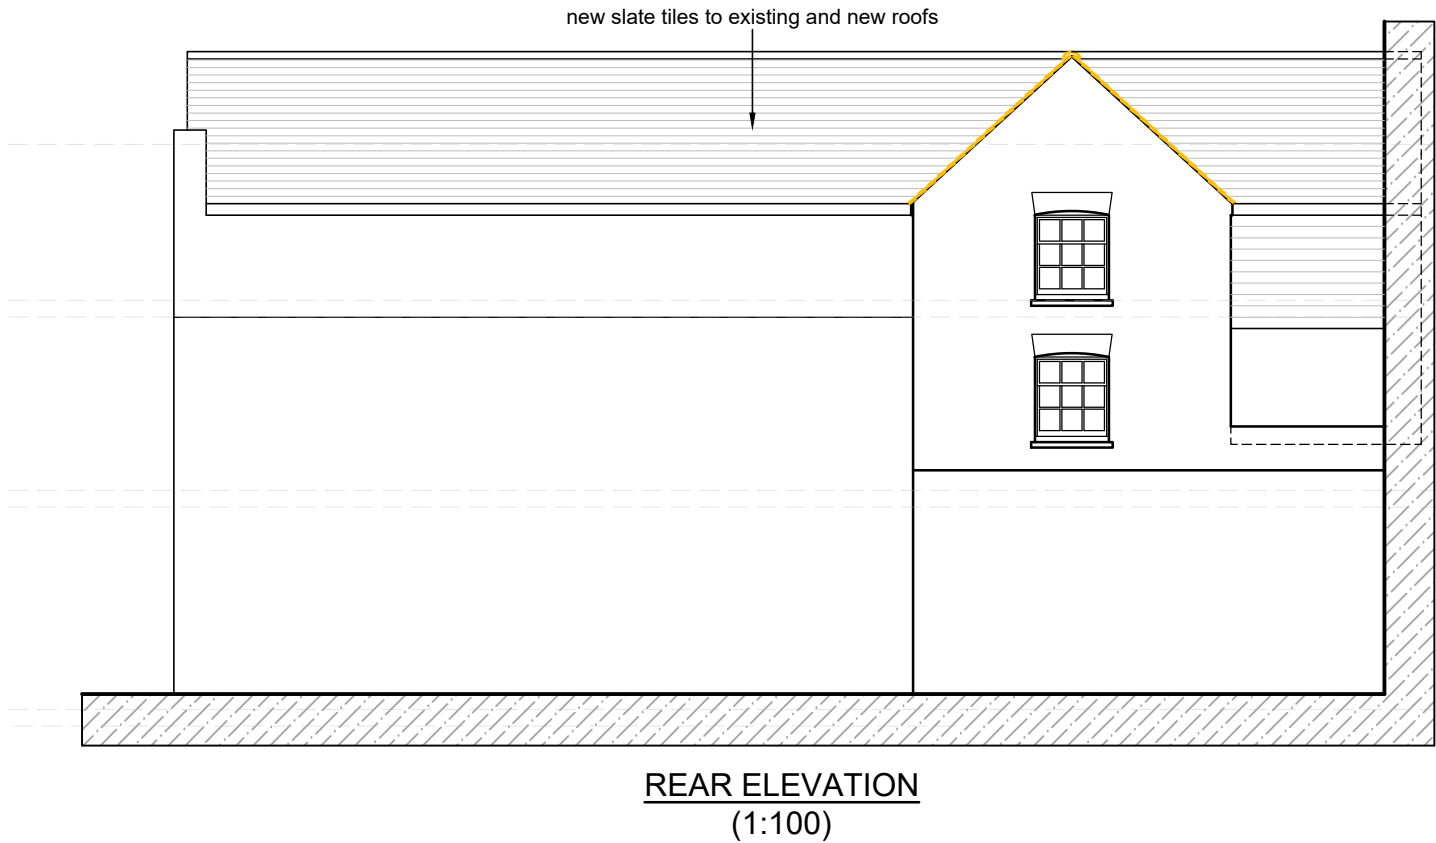 new slate tiles to existing and new roofs
REAR ELEVATION
(1:100)